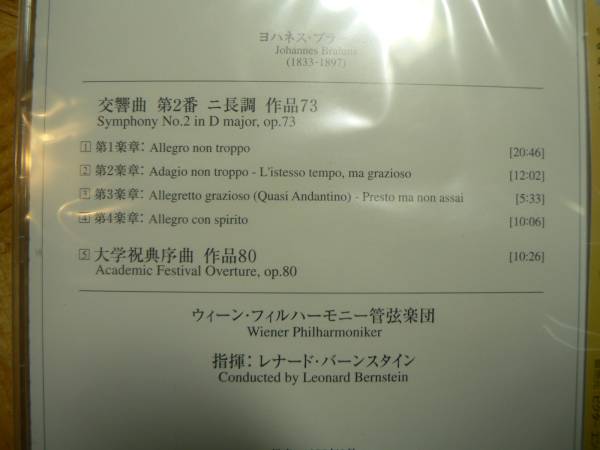 ヨハネス・ブラ
Johannes Brahms
(1833-1897)
交響曲 第2番 ニ長調 作品73
Symphony No.2 in D major, op.73
1 第1楽章: Allegro non troppo [20:46]
2 第2楽章: Adagio non troppo - L'istesso tempo, ma grazioso [12:02]
3 第3楽章: Allegretto grazioso (Quasi Andantino) - Presto ma non assai [5:33]
4 第4楽章: Allegro con spirito [10:06]
5 大学祝典序曲 作品80 [10:26]
Academic Festival Overture, op.80
ウィーン・フィルハーモニー管弦楽団
Wiener Philharmoniker
指揮: レナード・バーンスタイン
Conducted by Leonard Bernstein